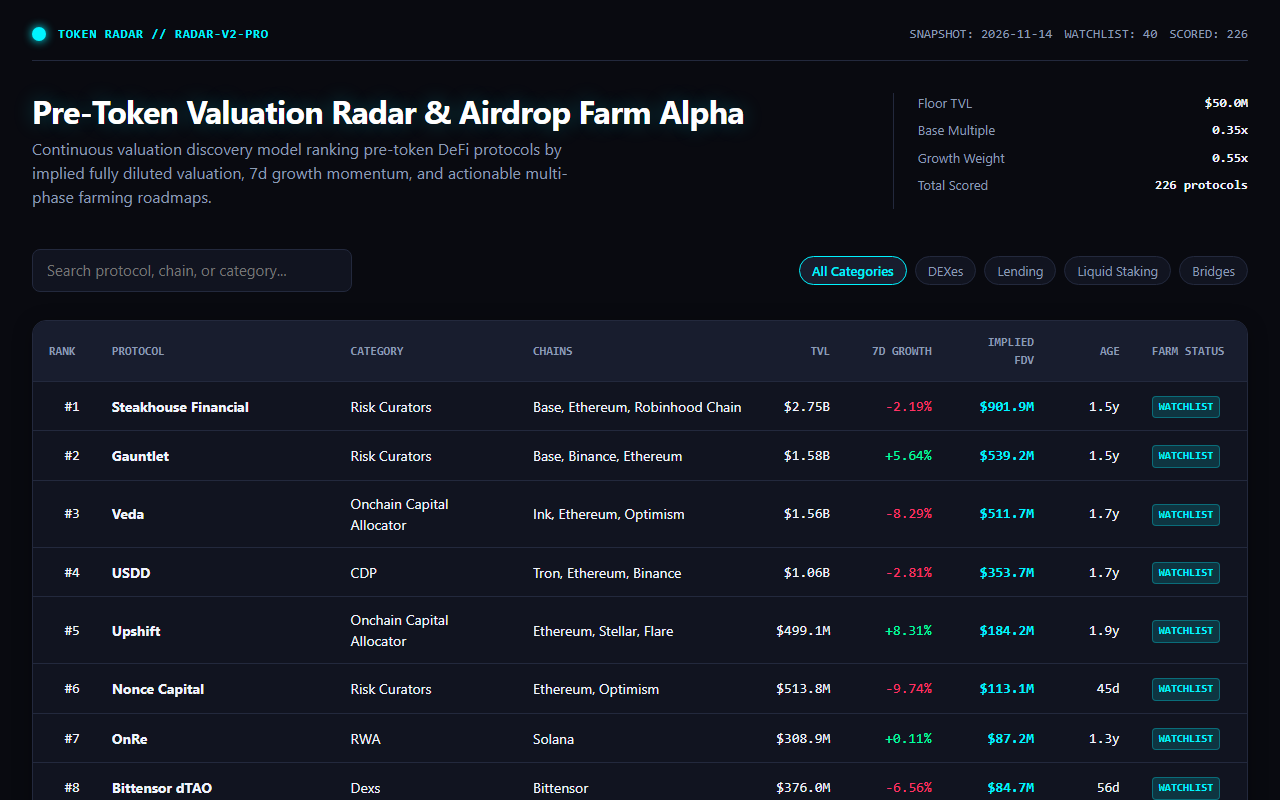 TOKEN RADAR // RADAR-V2-PRO
SNAPSHOT: 2026-11-14 WATCHLIST: 40 SCORED: 226
Pre-Token Valuation Radar & Airdrop Farm Alpha
Continuous valuation discovery model ranking pre-token DeFi protocols by
implied fully diluted valuation, 7d growth momentum, and actionable multi-
phase farming roadmaps.
Floor TVL $50.0M
Base Multiple 0.35x
Growth Weight 0.55x
Total Scored 226 protocols
Search protocol, chain, or category...
All Categories DEXes Lending Liquid Staking Bridges
RANK PROTOCOL CATEGORY CHAINS TVL 7D GROWTH IMPLIED FDV AGE FARM STATUS
#1 Steakhouse Financial Risk Curators Base, Ethereum, Robinhood Chain $2.75B -2.19% $901.9M 1.5y WATCHLIST
#2 Gauntlet Risk Curators Base, Binance, Ethereum $1.58B +5.64% $539.2M 1.5y WATCHLIST
#3 Veda Onchain Capital Allocator Ink, Ethereum, Optimism $1.56B -8.29% $511.7M 1.7y WATCHLIST
#4 USDD CDP Tron, Ethereum, Binance $1.06B -2.81% $353.7M 1.7y WATCHLIST
#5 Upshift Onchain Capital Allocator Ethereum, Stellar, Flare $499.1M +8.31% $184.2M 1.9y WATCHLIST
#6 Nonce Capital Risk Curators Ethereum, Optimism $513.8M -9.74% $113.1M 45d WATCHLIST
#7 OnRe RWA Solana $308.9M +0.11% $87.2M 1.3y WATCHLIST
#8 Bittensor dTAO Dexs Bittensor $376.0M -6.56% $84.7M 56d WATCHLIST